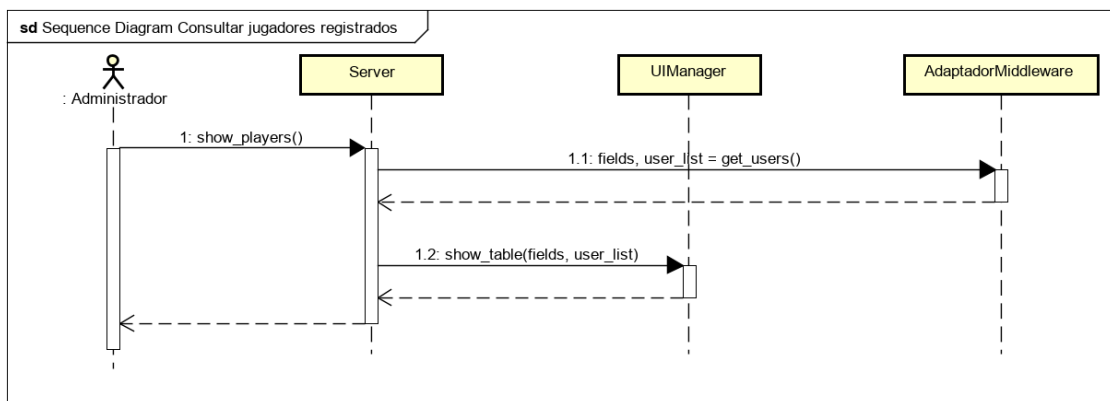 sd Sequence Diagram Consultar jugadores registrados
: Administrador
Server
UIManager
AdaptadorMiddleware
1: show_players()
1.1: fields, user_list = get_users()
1.2: show_table(fields, user_list)